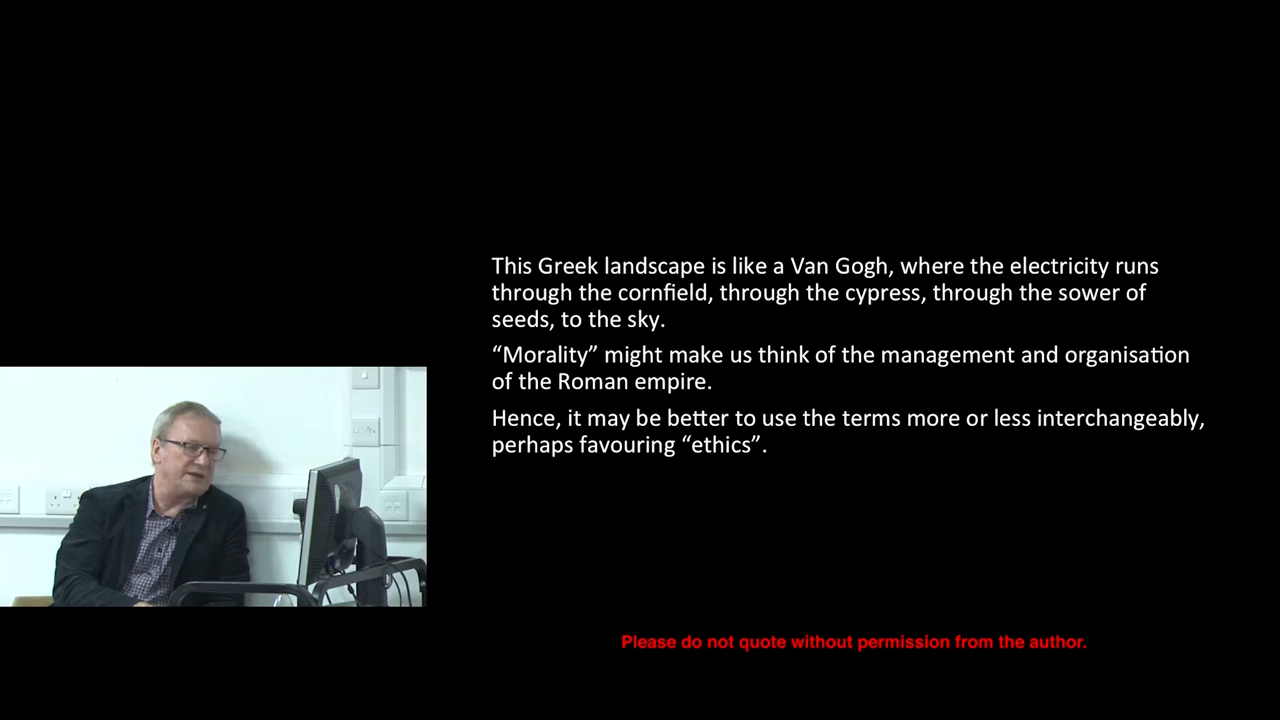 This Greek landscape is like a Van Gogh, where the electricity runs
through the cornfield, through the cypress, through the sower of
seeds, to the sky.
“Morality” might make us think of the management and organisation
of the Roman empire.
Hence, it may be better to use the terms more or less interchangeably,
perhaps favouring “ethics”.
Please do not quote without permission from the author.